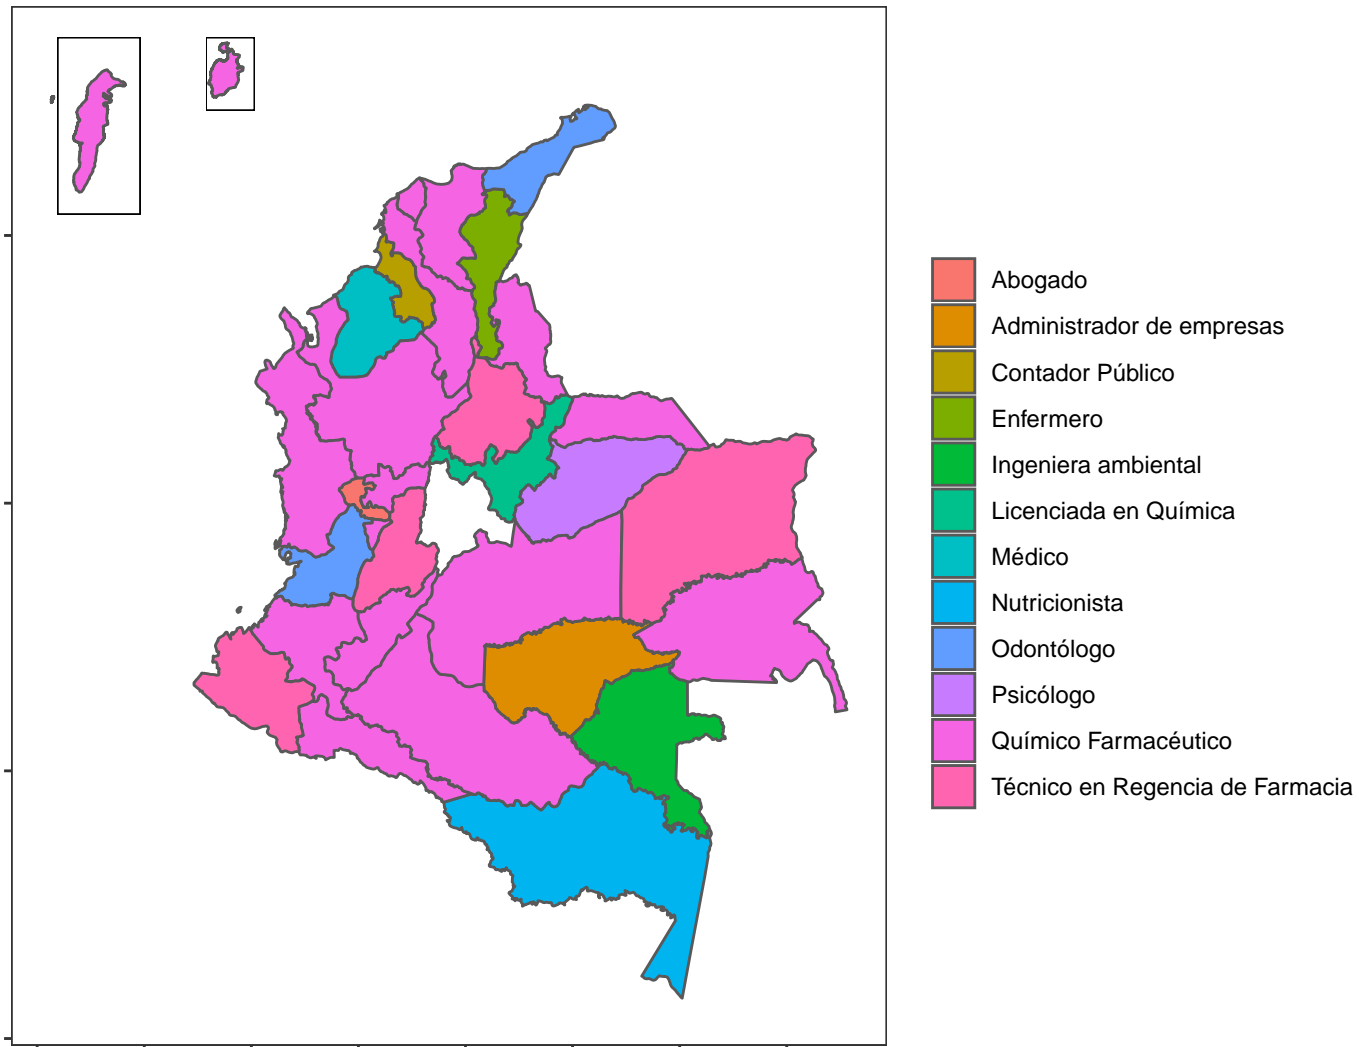 Abogado
Administrador de empresas
Contador Público
Enfermero
Ingeniera ambiental
Licenciada en Química
Médico
Nutricionista
Odontólogo
Psicólogo
Químico Farmacéutico
Técnico en Regencia de Farmacia